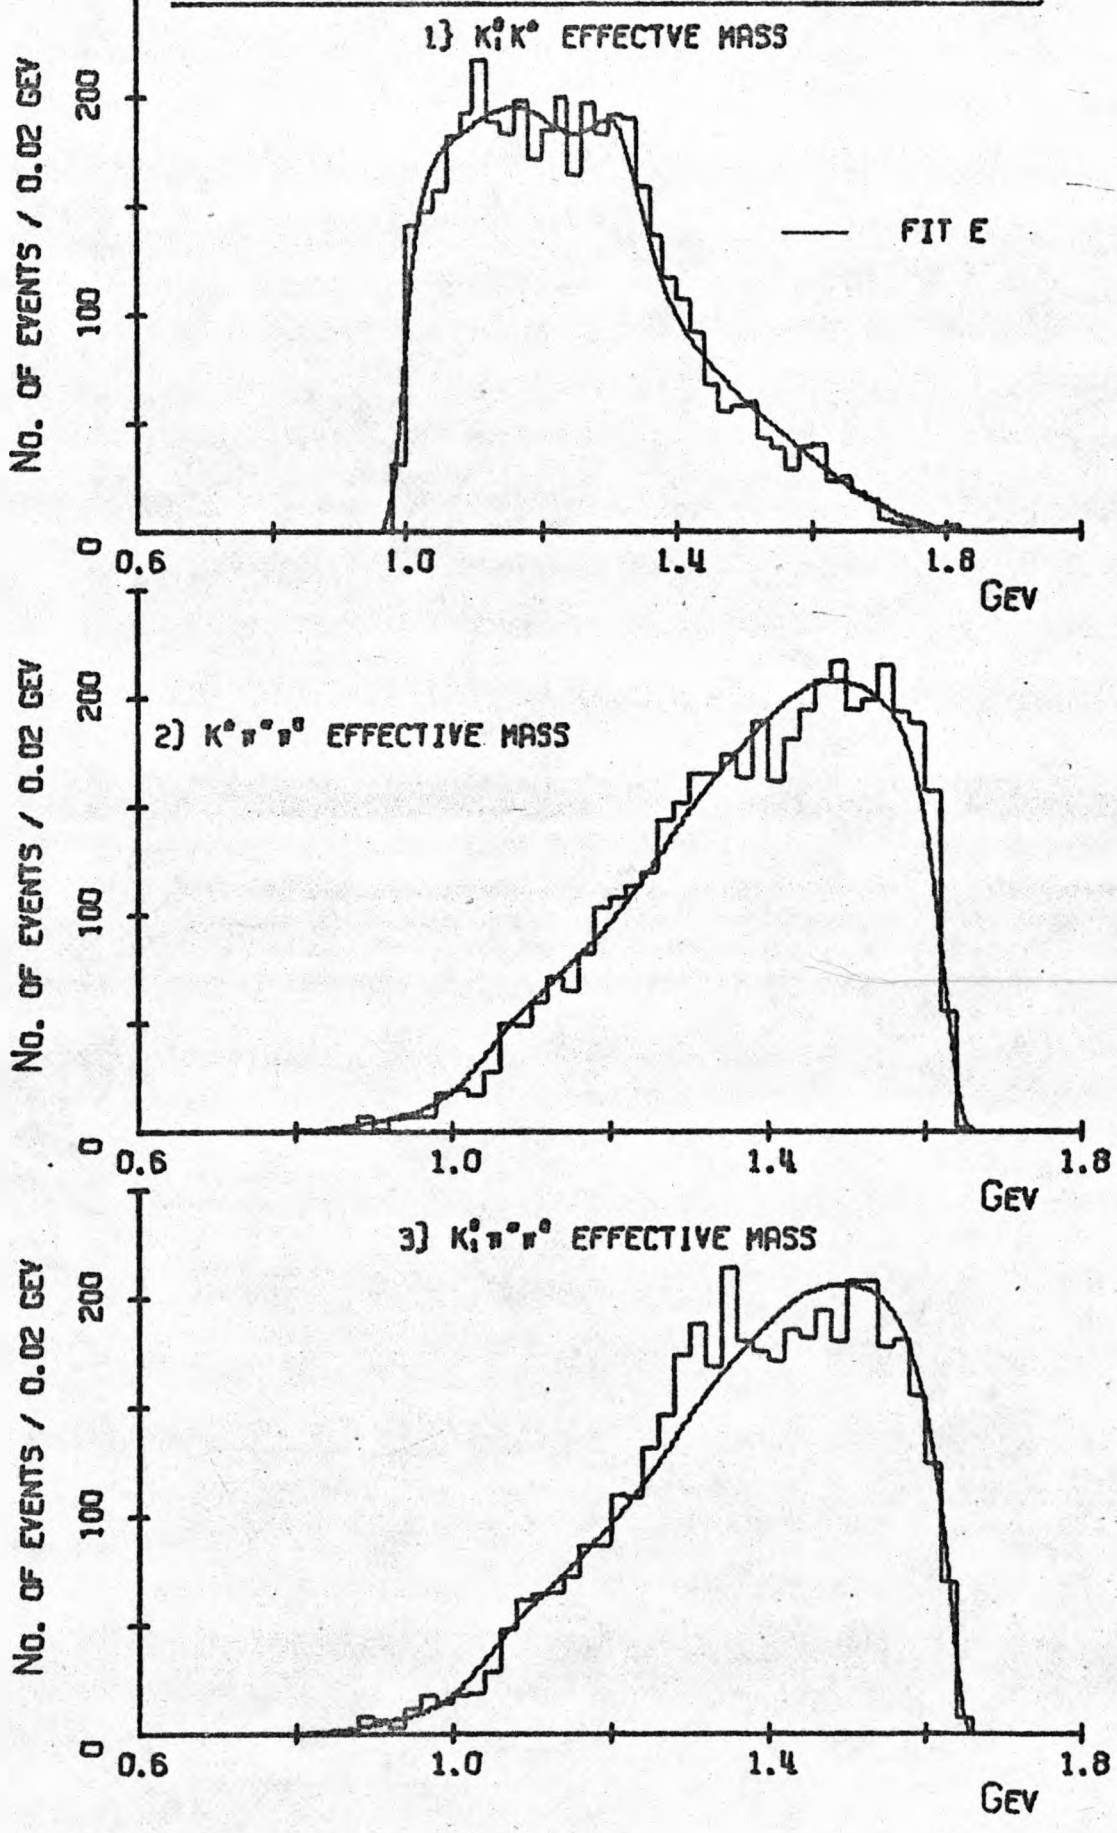 1} K₁⁰K⁰ EFFECTVE MASS
No. OF EVENTS / 0.02 GEV
200
100
0
FIT E
0.6 1.0 1.4 1.8
GEV
2) K⁰π⁰π⁰ EFFECTIVE MASS
No. OF EVENTS / 0.02 GEV
200
100
0
0.6 1.0 1.4 1.8
GEV
3) K₁⁰π⁰π⁰ EFFECTIVE MASS
No. OF EVENTS / 0.02 GEV
200
100
0
0.6 1.0 1.4 1.8
GEV